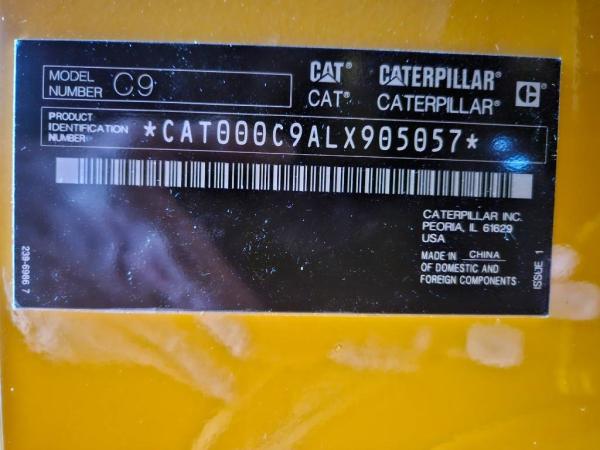 MODEL NUMBER C9
CAT® CATERPILLAR®
CAT® CATERPILLAR®
PRODUCT
IDENTIFICATION
NUMBER
*CAT000C9ALX905057*
CATERPILLAR INC.
PEORIA, IL 61629
USA
MADE IN CHINA
OF DOMESTIC AND
FOREIGN COMPONENTS
239-6986 7
ISSUE 1